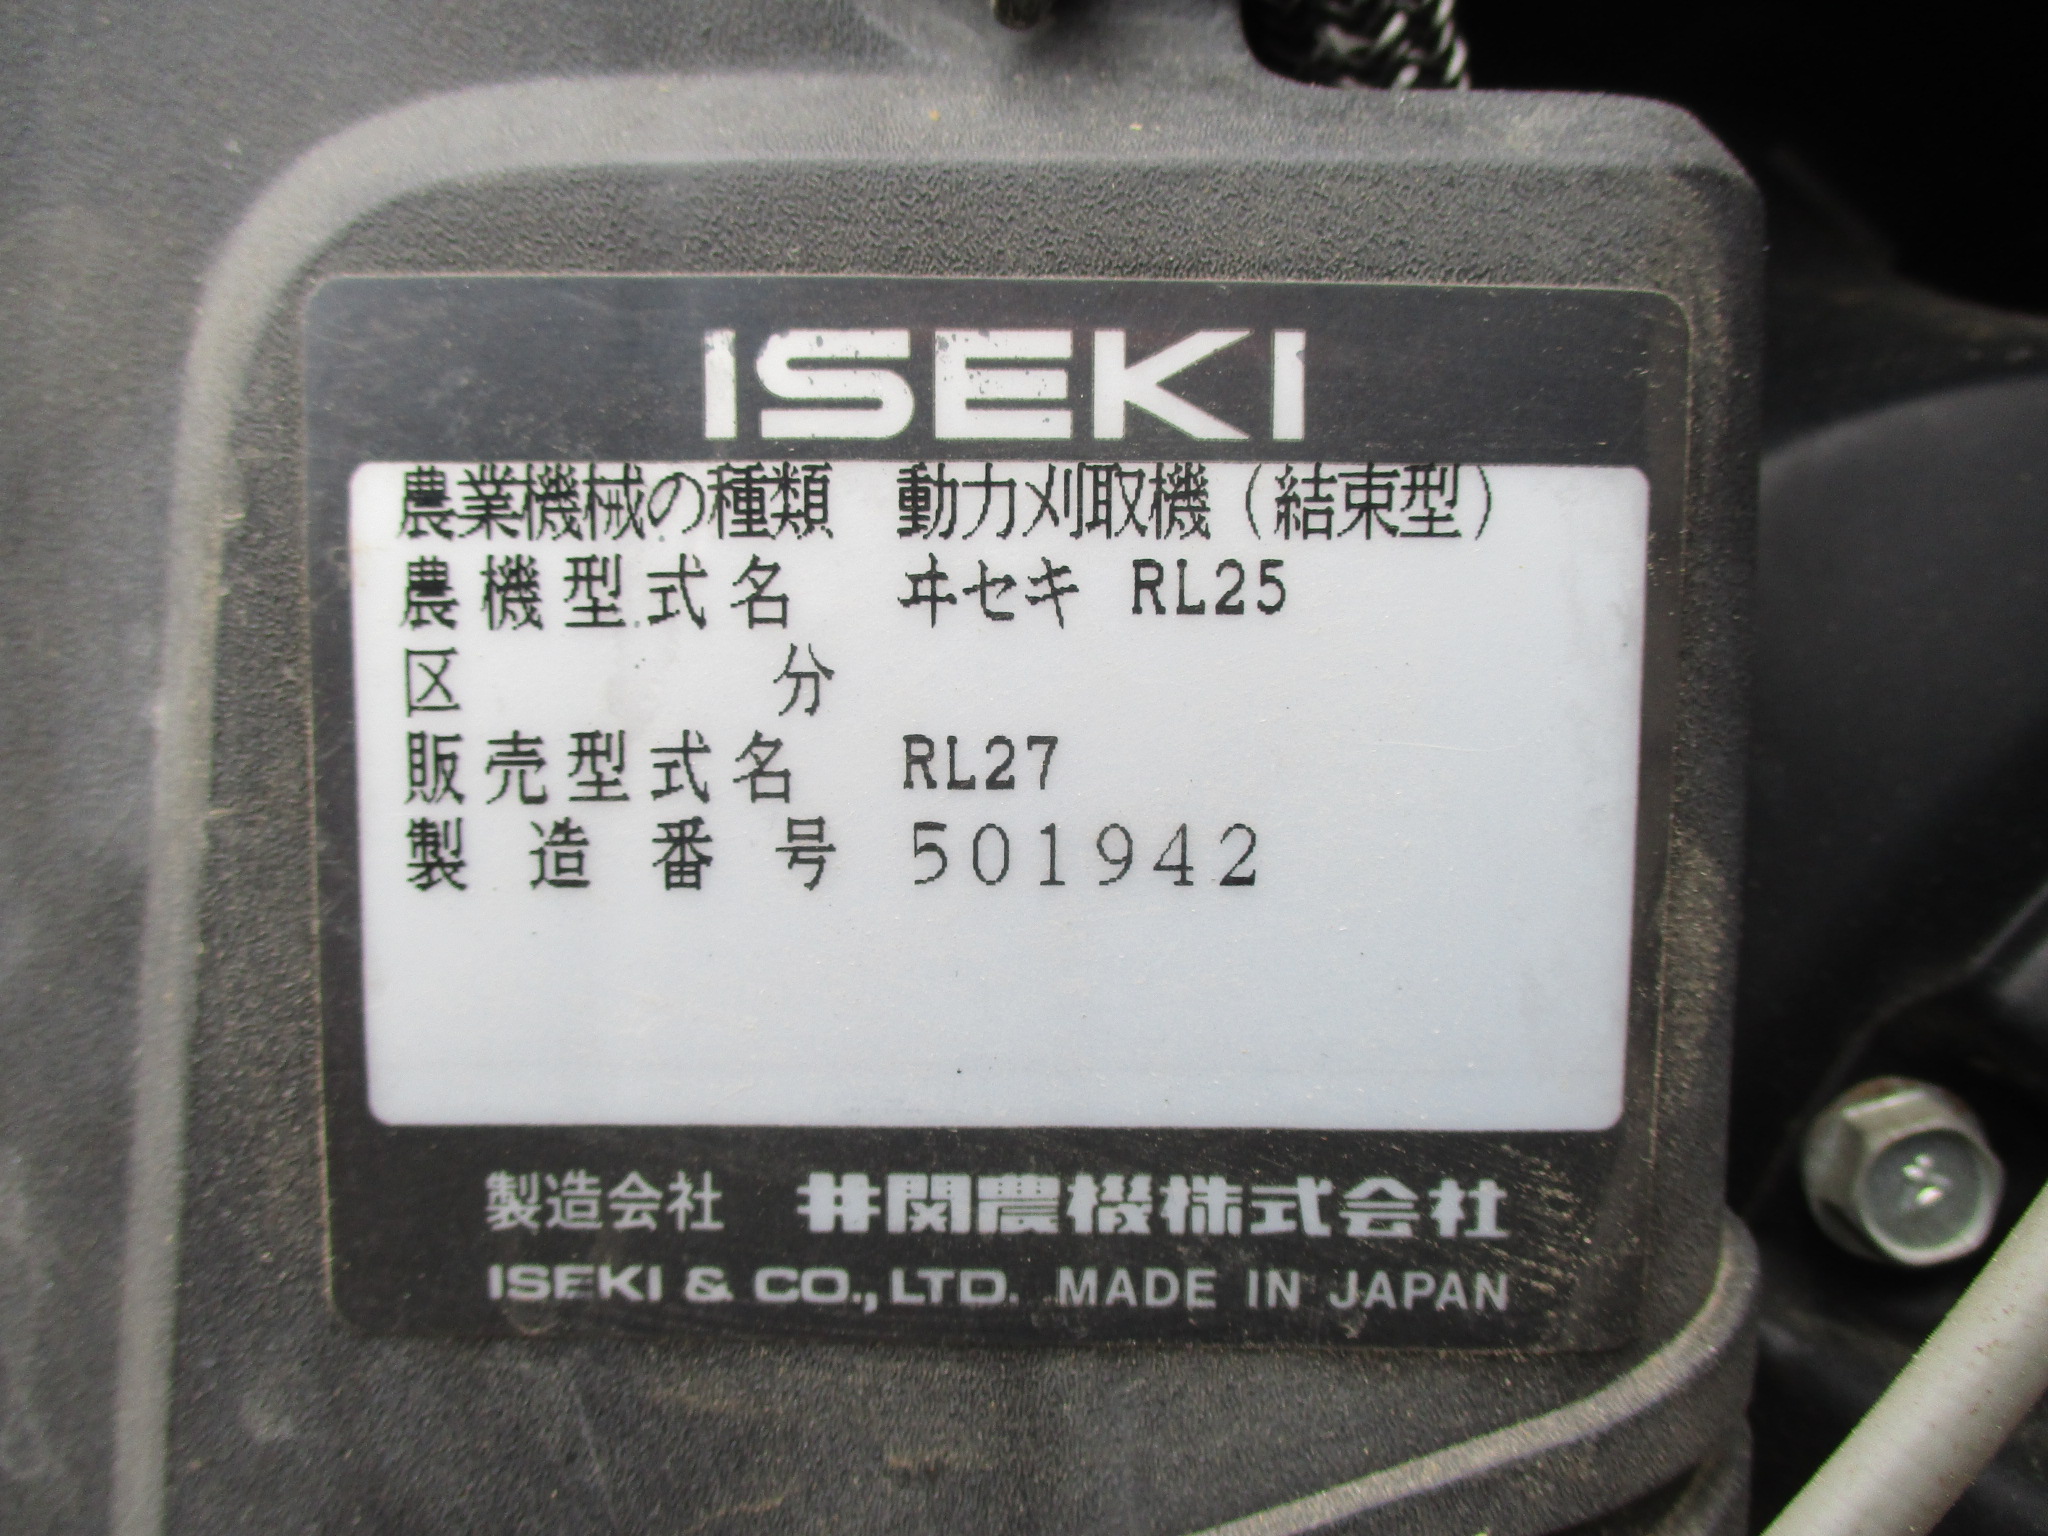 ISEKI
農業機械の種類 動力刈取機(結束型)
農機型式名 ヰセキ RL25
区分
販売型式名 RL27
製造番号 501942
製造会社 井関農機株式会社
ISEKI & CO., LTD. MADE IN JAPAN